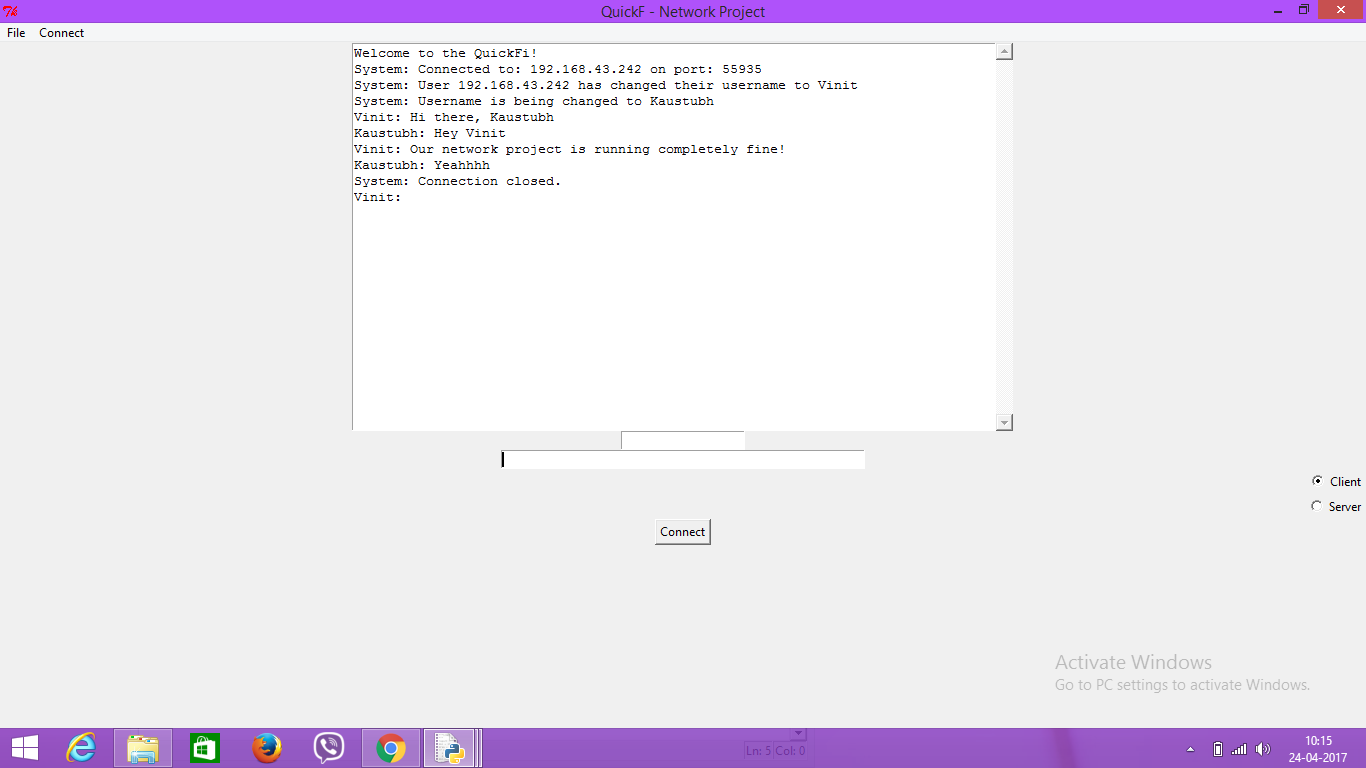 QuickF - Network Project
File Connect
Welcome to the QuickFi!
System: Connected to: 192.168.43.242 on port: 55935
System: User 192.168.43.242 has changed their username to Vinit
System: Username is being changed to Kaustubh
Vinit: Hi there, Kaustubh
Kaustubh: Hey Vinit
Vinit: Our network project is running completely fine!
Kaustubh: Yeahhhh
System: Connection closed.
Vinit:
Client
Server
Connect
Activate Windows
Go to PC settings to activate Windows.
Ln: 5 Col: 0
10:15
24-04-2017